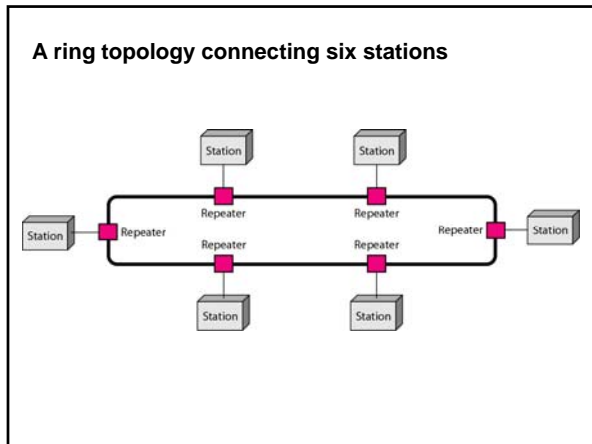 A ring topology connecting six stations
Station
Station
Repeater
Repeater
Station
Repeater
Repeater
Station
Repeater
Repeater
Station
Station